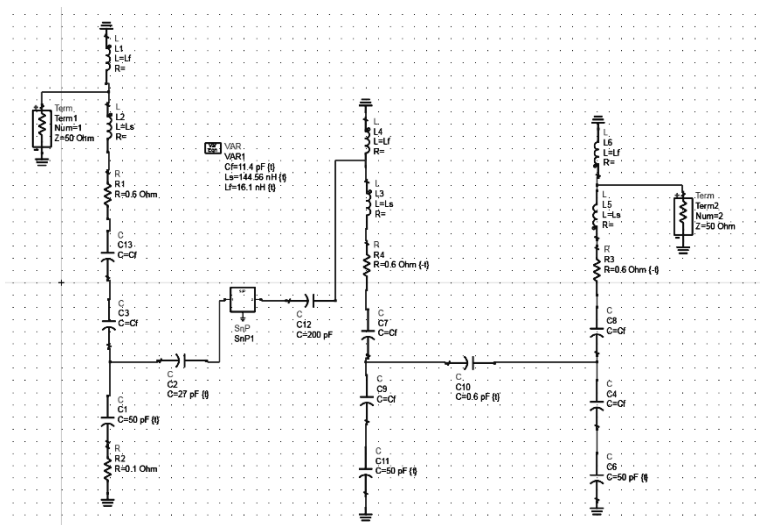 L
L1
L=Lf
R=
Term
Term1
Num=1
Z=50 Ohm
L
L2
L=Ls
R=
R
R1
R=0.6 Ohm
C
C13
C=Cf
C
C3
C=Cf
C
C2
C=27 pF {t}
C
C1
C=50 pF {t}
R
R2
R=0.1 Ohm
Var
Eqn
VAR
VAR1
Cf=11.4 pF {t}
Ls=144.56 nH {t}
Lf=16.1 nH {t}
SnP
SnP1
C
C12
C=200 pF
L
L4
L=Lf
R=
L
L3
L=Ls
R=
R
R4
R=0.6 Ohm {-t}
C
C7
C=Cf
C
C9
C=Cf
C
C11
C=50 pF {t}
C
C10
C=0.6 pF {t}
L
L6
L=Lf
R=
L
L5
L=Ls
R=
Term
Term2
Num=2
Z=50 Ohm
R
R3
R=0.6 Ohm {-t}
C
C8
C=Cf
C
C4
C=Cf
C
C6
C=50 pF {t}